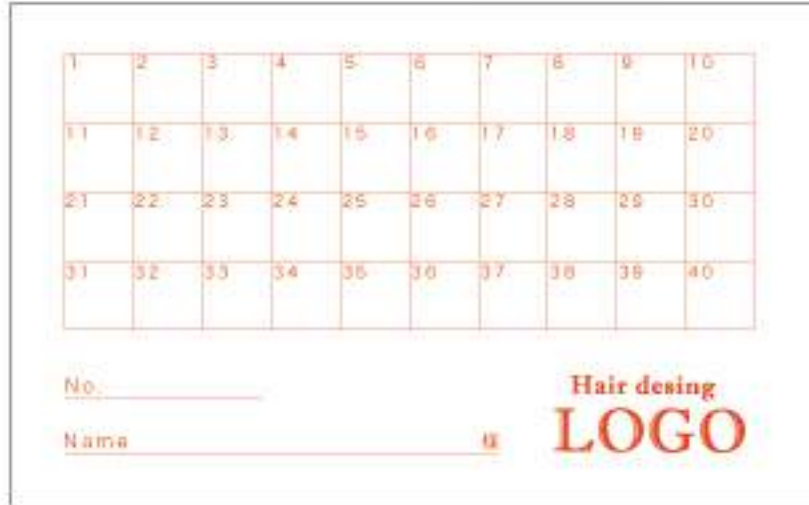 1 2 3 4 5 6 7 8 9 10
11 12 13 14 15 16 17 18 19 20
21 22 23 24 25 26 27 28 29 30
31 32 33 34 35 36 37 38 39 40
No.
Name 様
Hair desing
LOGO